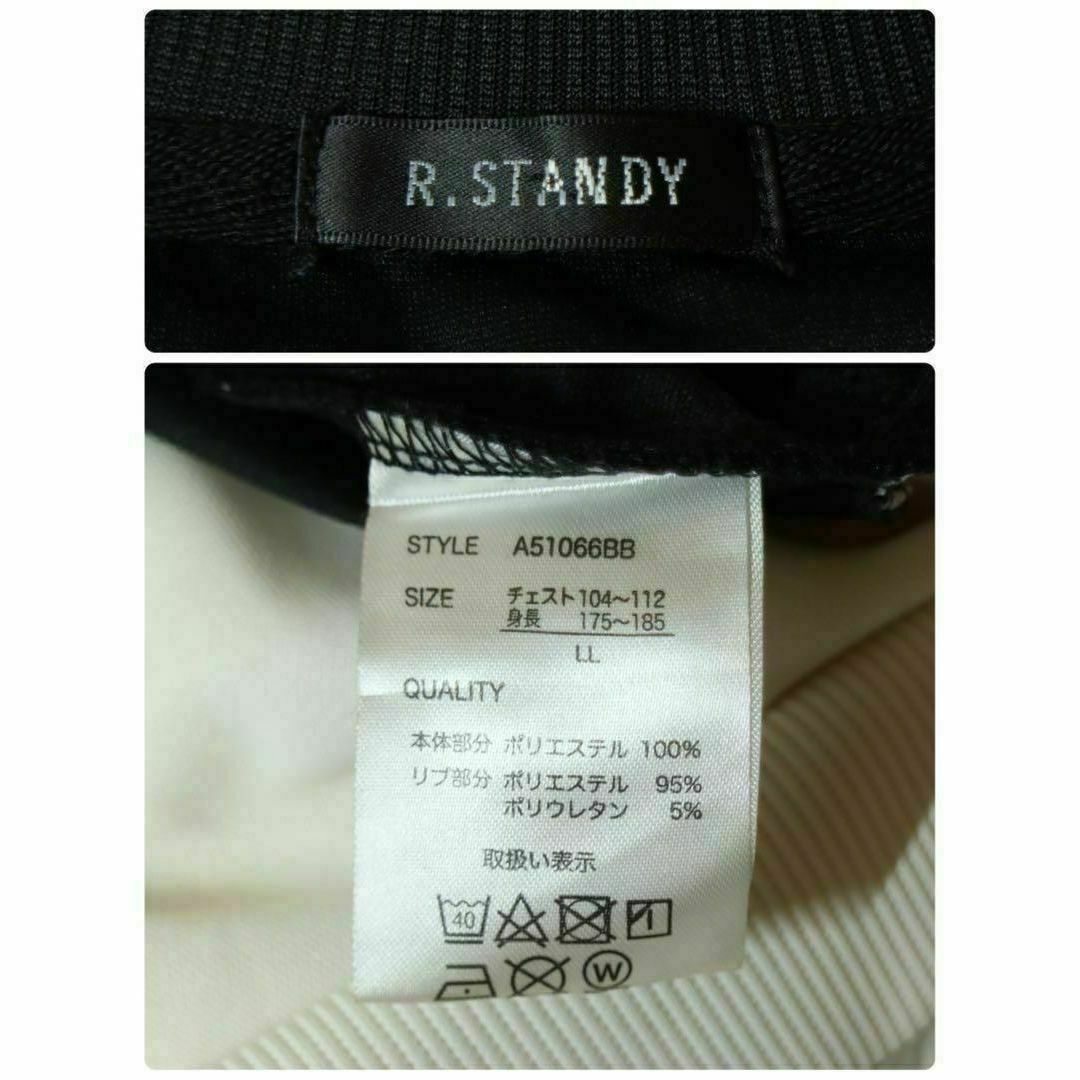 R.STANDY
STYLE A51066BB
SIZE チェスト104〜112
身長 175〜185
LL
QUALITY
本体部分 ポリエステル 100%
リブ部分 ポリエステル 95%
ポリウレタン 5%
取扱い表示
40
W